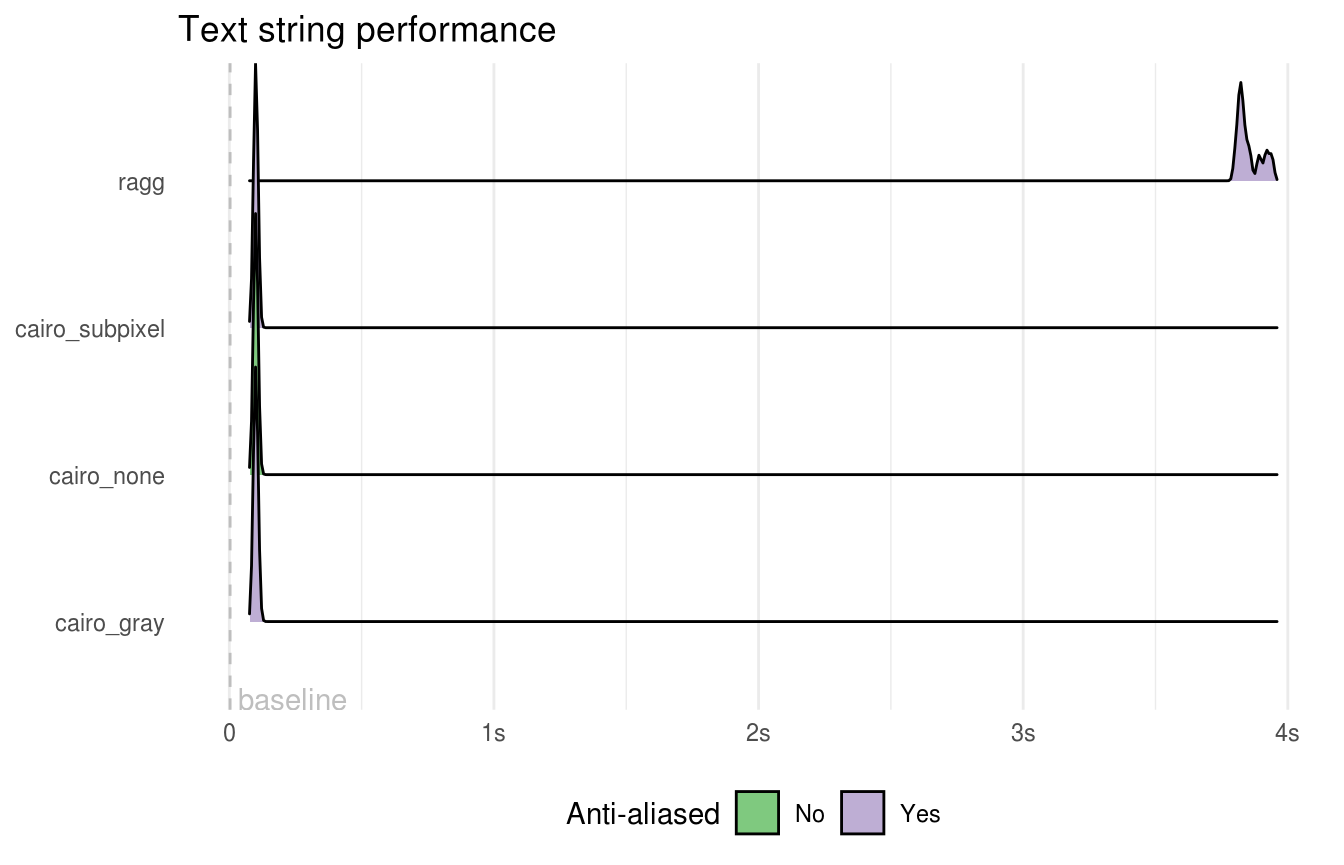 Text string performance
ragg
cairo_subpixel
cairo_none
cairo_gray
baseline
0 1s 2s 3s 4s
Anti-aliased No Yes